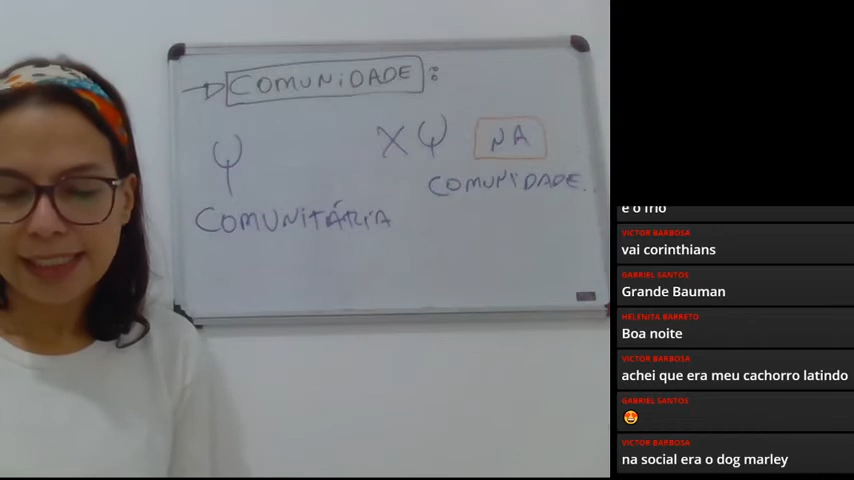 → COMUNIDADE:
Ψ X Ψ NA
COMUNITÁRIA COMUNIDADE.
e o frio
VICTOR BARBOSA
vai corinthians
GABRIEL SANTOS
Grande Bauman
HELENITA BARRETO
Boa noite
VICTOR BARBOSA
achei que era meu cachorro latindo
GABRIEL SANTOS
😍
VICTOR BARBOSA
na social era o dog marley